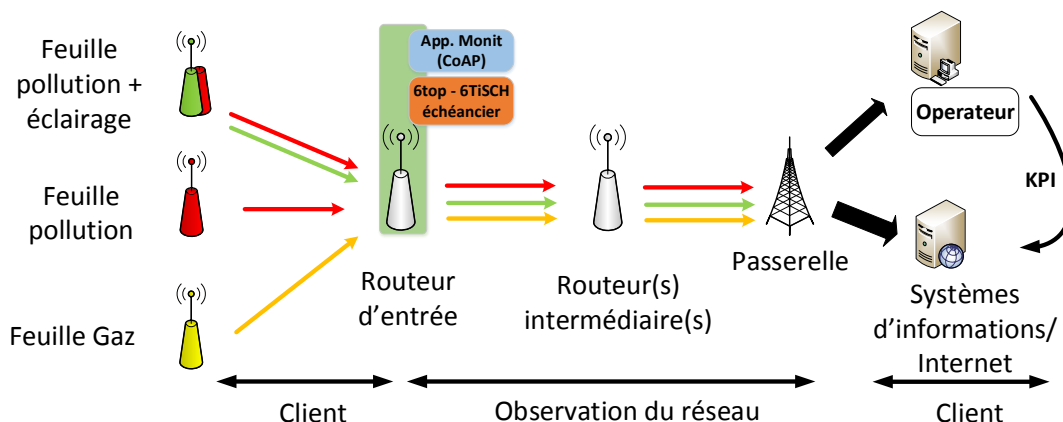 Feuille
pollution +
éclairage
Feuille
pollution
Feuille Gaz
App. Monit
(CoAP)
6top - 6TiSCH
échéancier
Routeur
d'entrée
Routeur(s)
intermédiaire(s)
Passerelle
Operateur
KPI
Systèmes
d'informations/
Internet
Client
Observation du réseau
Client